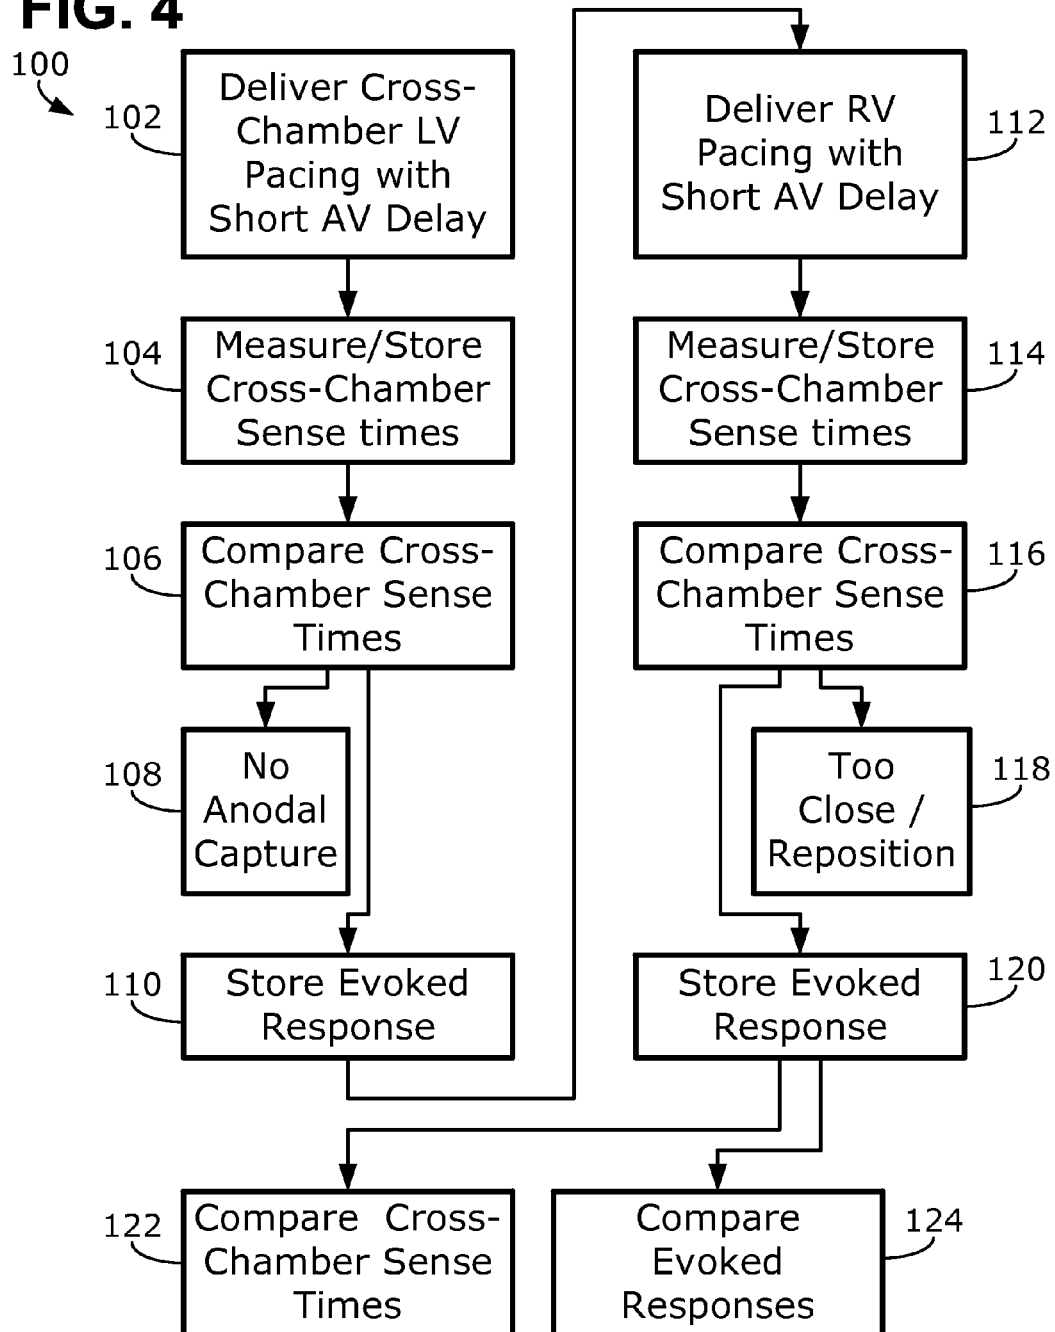 FIG. 4
100
102
Deliver Cross-
Chamber LV
Pacing with
Short AV Delay
104
Measure/Store
Cross-Chamber
Sense times
106
Compare Cross-
Chamber Sense
Times
108
No
Anodal
Capture
110
Store Evoked
Response
Deliver RV
Pacing with
Short AV Delay
112
Measure/Store
Cross-Chamber
Sense times
114
Compare Cross-
Chamber Sense
Times
116
Too
Close /
Reposition
118
Store Evoked
Response
120
122
Compare Cross-
Chamber Sense
Times
Compare
Evoked
Responses
124